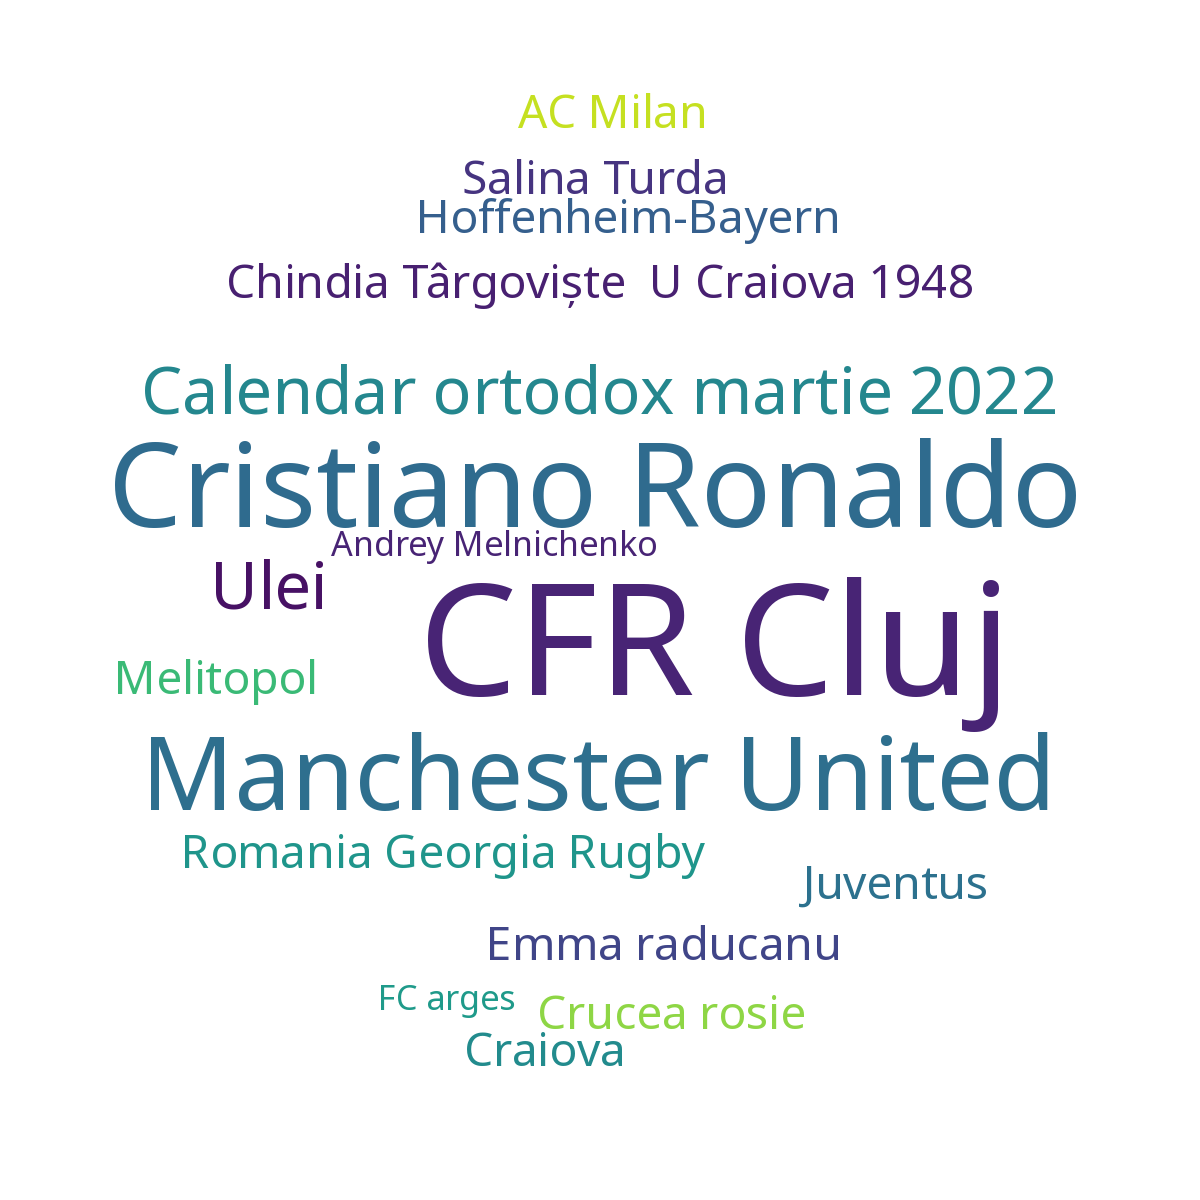 AC Milan
Salina Turda
Hoffenheim-Bayern
Chindia Târgoviște
U Craiova 1948
Calendar ortodox martie 2022
Cristiano Ronaldo
Andrey Melnichenko
Ulei
CFR Cluj
Melitopol
Manchester United
Romania Georgia Rugby
Juventus
Emma raducanu
FC arges
Crucea rosie
Craiova